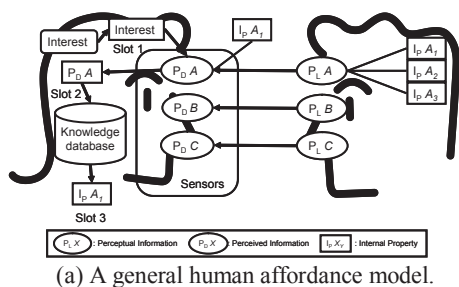 Interest
Interest
Slot 1
I_P A_1
P_D A
Slot 2
P_D A
P_L A
I_P A_1
I_P A_2
I_P A_3
P_D B
P_L B
Knowledge
database
P_D C
P_L C
Sensors
I_P A_1
Slot 3
P_L X : Perceptual Information
P_D X : Perceived Information
I_P X_Y : Internal Property
(a) A general human affordance model.